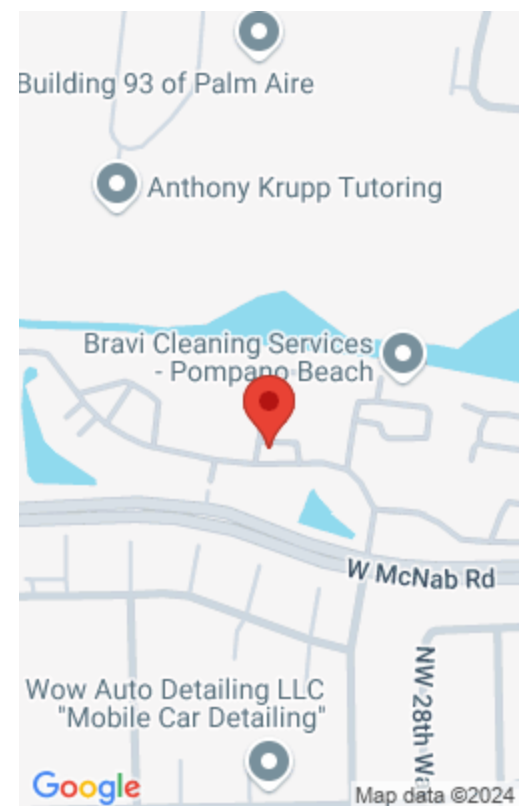 Building 93 of Palm Aire
Anthony Krupp Tutoring
Bravi Cleaning Services
- Pompano Beach
W McNab Rd
NW 28th Wa
Wow Auto Detailing LLC
"Mobile Car Detailing"
Google
Map data ©2024